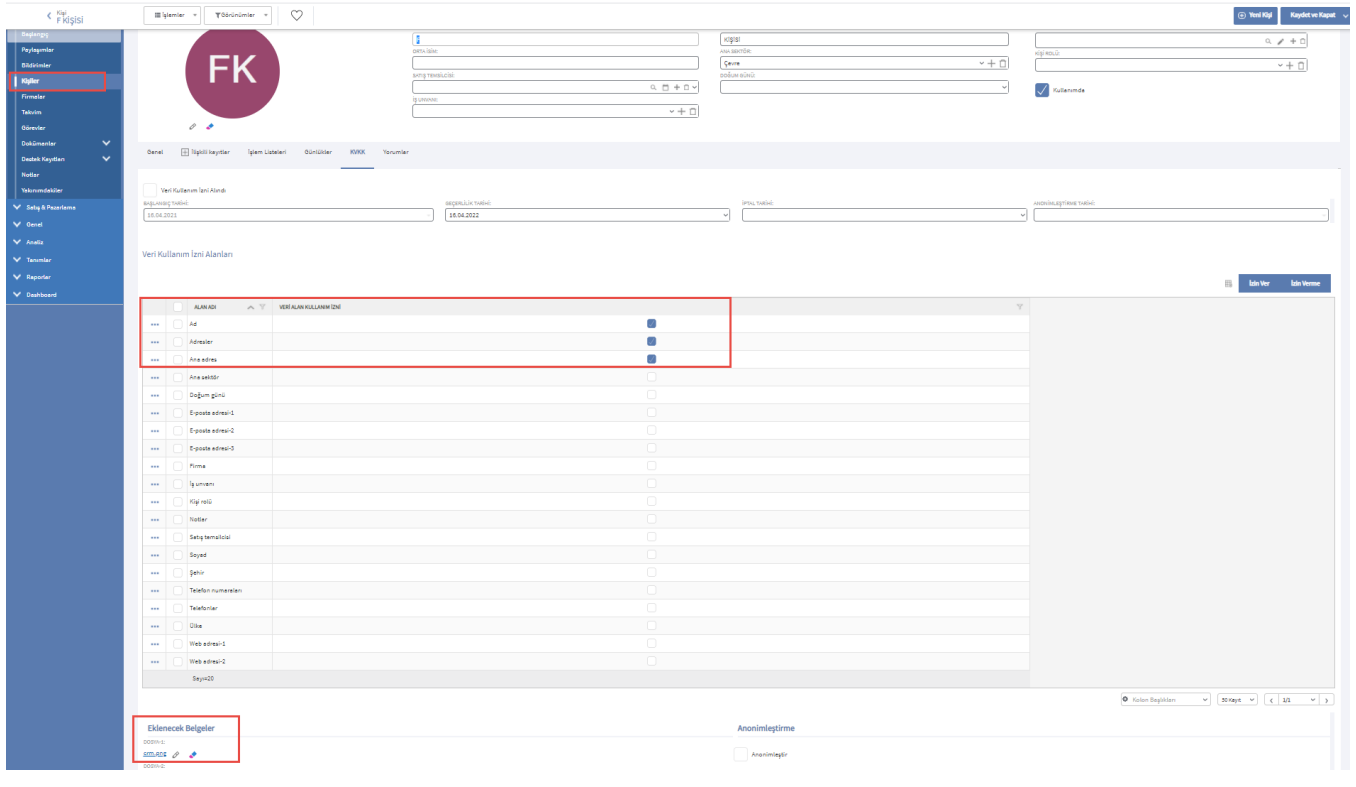 Kişi
F KİŞİSİ
İşlemler
Görünümler
Yeni Kişi
Kaydet ve Kapat
Başlangıç
Paylaşımlar
Bildirimler
Kişiler
Firmalar
Takvim
Görevler
Dokümanlar
Destek Kayıtları
Notlar
Yakınımdakiler
Satış & Pazarlama
Genel
Analiz
Tanımlar
Raporlar
Dashboard
FK
F
KİŞİSİ
ORTA İSİM:
ANA SEKTÖR:
KİŞİ ROLÜ:
Çevre
SATIŞ TEMSİLCİSİ:
DOĞUM GÜNÜ:
Kullanımda
İŞ UNVANI:
Genel
İlişkili kayıtlar
İşlem Listeleri
Günlükler
KVKK
Yorumlar
Veri Kullanım İzni Alındı
BAŞLANGIÇ TARİHİ:
GEÇERLİLİK TARİHİ:
İPTAL TARİHİ:
ANONİMLEŞTİRME TARİHİ:
16.04.2021
16.04.2022
Veri Kullanım İzni Alanları
İzin Ver
İzin Verme
ALAN ADI
VERİ ALAN KULLANIM İZNİ
Ad
Adresler
Ana adres
Ana sektör
Doğum günü
E-posta adresi-1
E-posta adresi-2
E-posta adresi-3
Firma
İş unvanı
Kişi rolü
Notlar
Satış temsilcisi
Soyad
Şehir
Telefon numaraları
Telefonlar
Ülke
Web adresi-1
Web adresi-2
Sayı=20
Kolon Başlıkları
50 Kayıt
1/1
Eklenecek Belgeler
Anonimleştirme
DOSYA-1:
Anonimleştir
DOSYA-2: